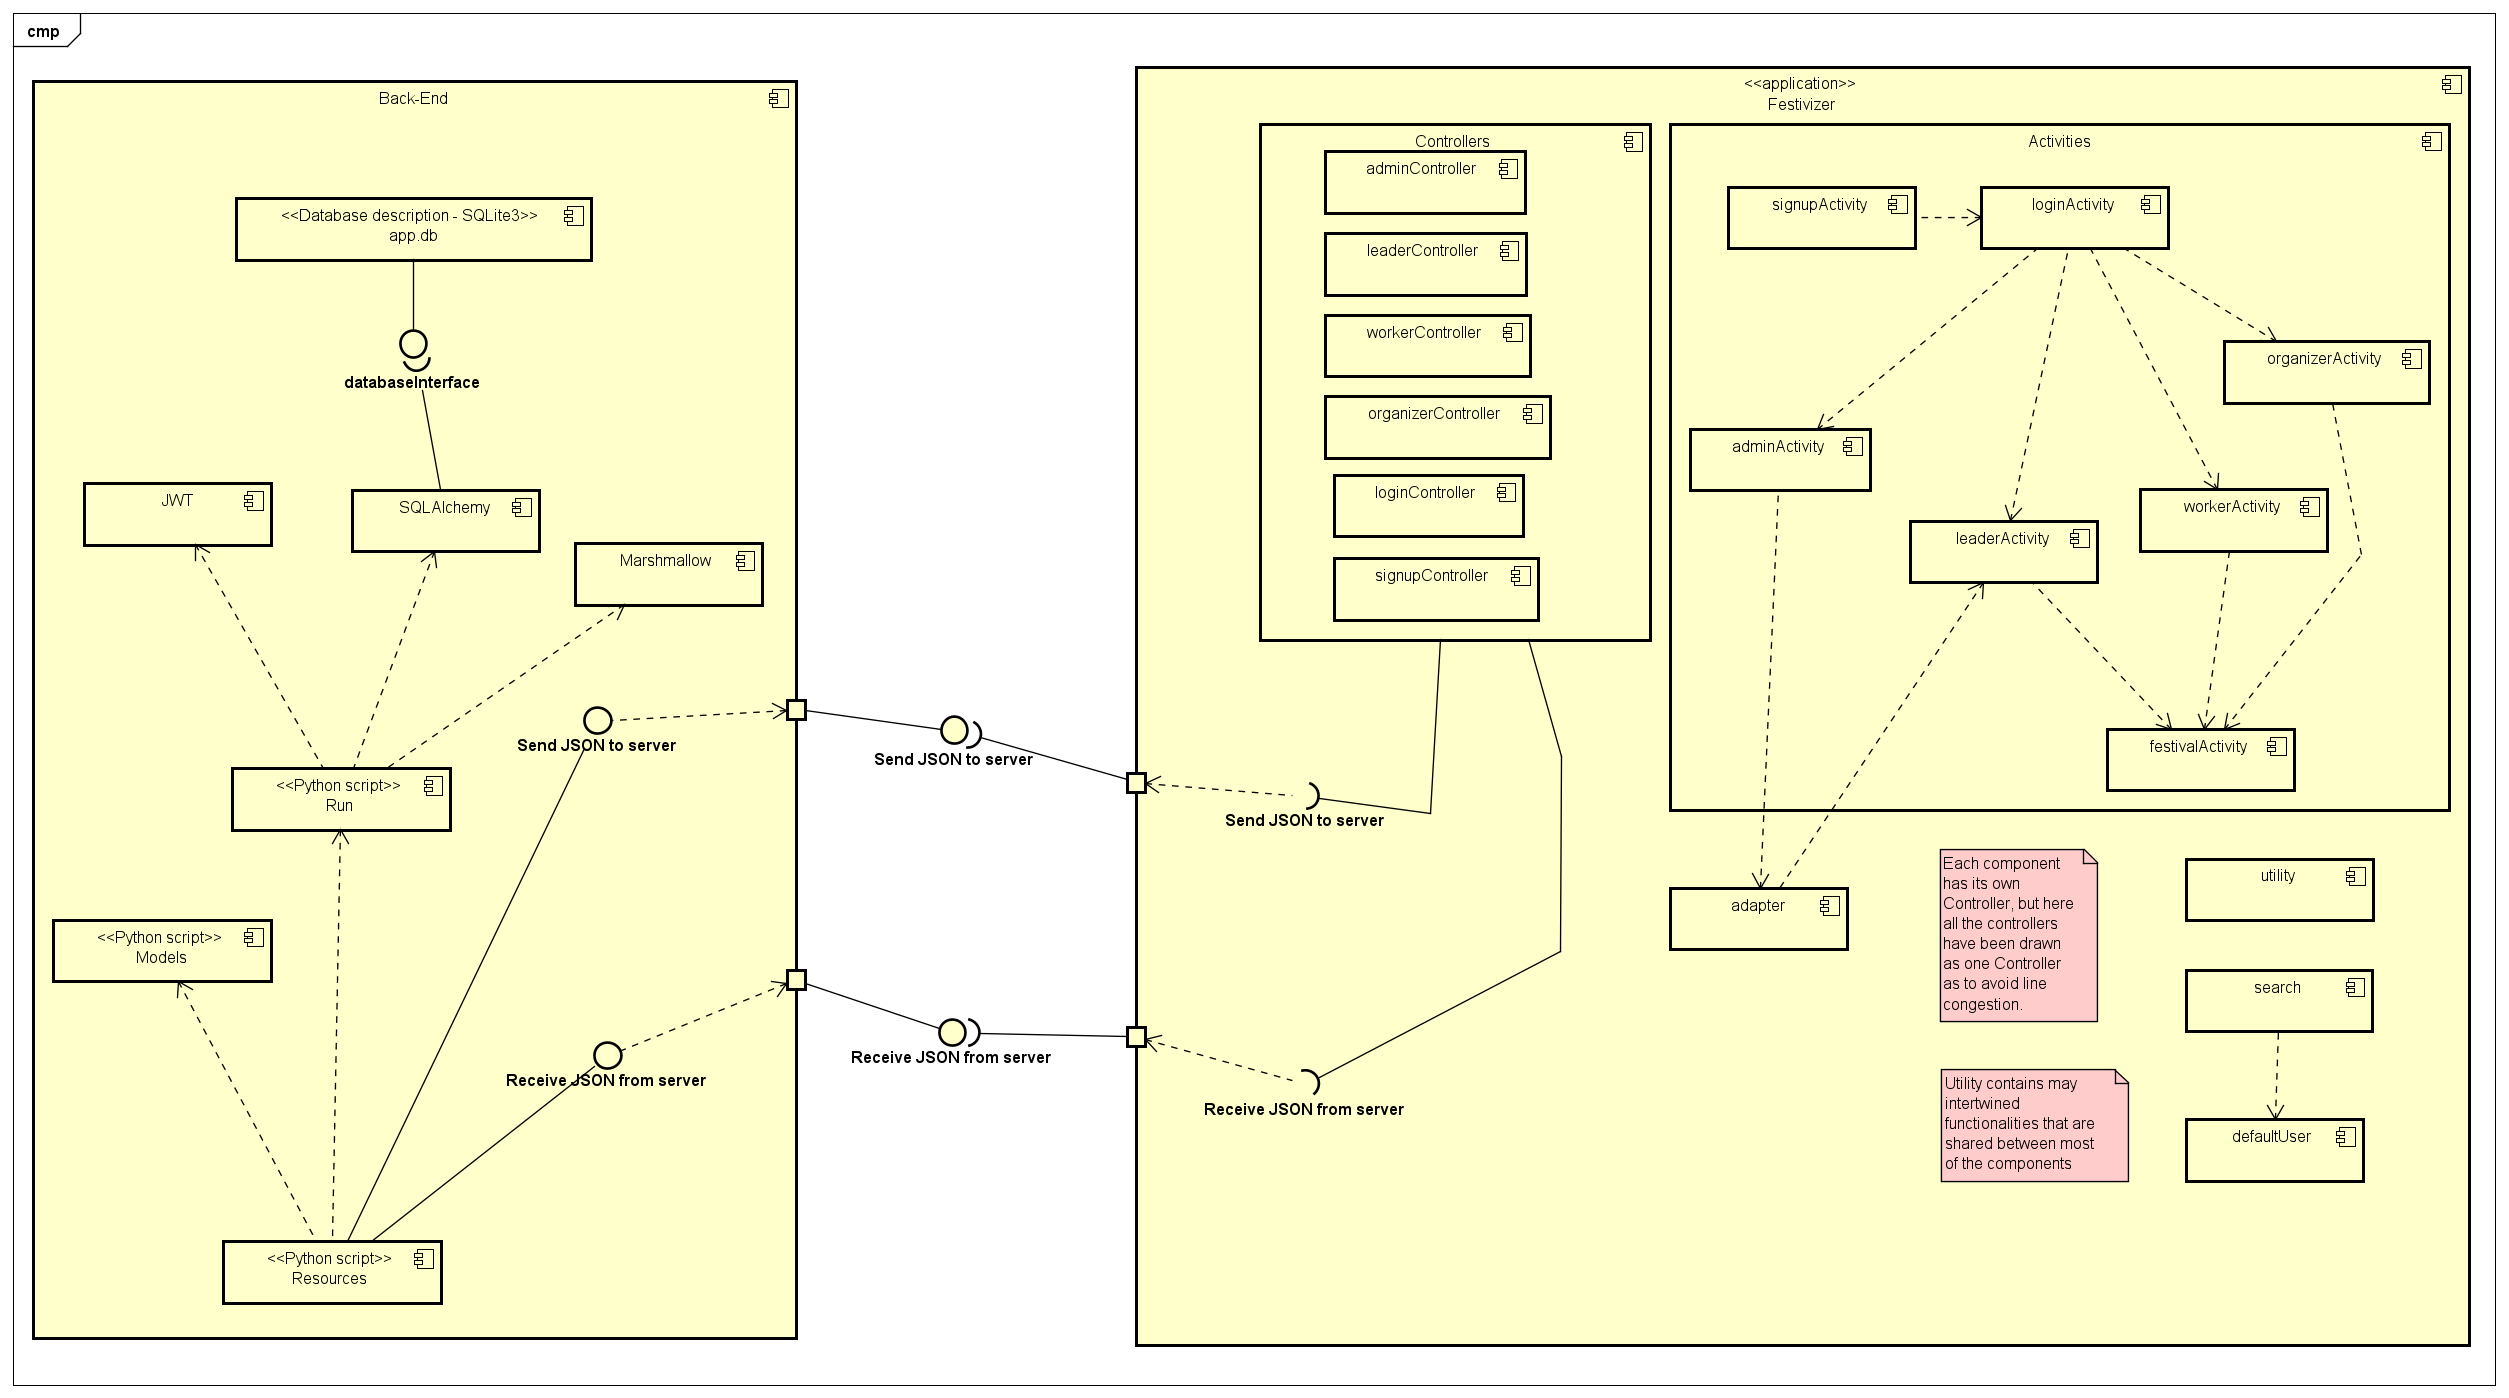 cmp
Back-End
<<Database description - SQLite3>>
app.db
databaseInterface
JWT
SQLAlchemy
Marshmallow
Send JSON to server
<<Python script>>
Run
<<Python script>>
Models
Receive JSON from server
<<Python script>>
Resources
Send JSON to server
Receive JSON from server
<<application>>
Festivizer
Controllers
adminController
leaderController
workerController
organizerController
loginController
signupController
Send JSON to server
Receive JSON from server
Activities
signupActivity
loginActivity
organizerActivity
adminActivity
workerActivity
leaderActivity
festivalActivity
adapter
Each component
has its own
Controller, but here
all the controllers
have been drawn
as one Controller
as to avoid line
congestion.
utility
search
Utility contains may
intertwined
functionalities that are
shared between most
of the components
defaultUser